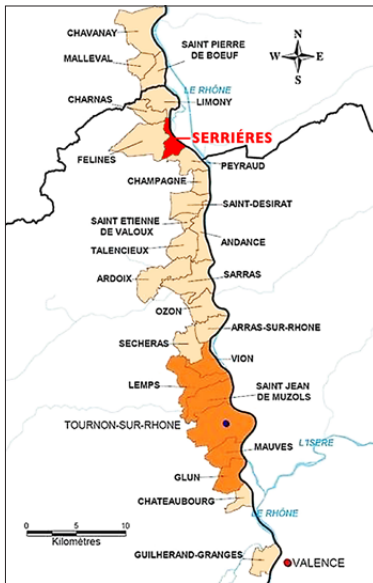 CHAVANAY
SAINT PIERRE
DE BOEUF
MALLEVAL
N
W
E
S
LE RHÔNE
CHARNAS
LIMONY
SERRIÉRES
FELINES
PEYRAUD
CHAMPAGNE
SAINT-DESIRAT
SAINT ETIENNE
DE VALOUX
ANDANCE
TALENCIEUX
ARDOIX
SARRAS
OZON
ARRAS-SUR-RHONE
SECHERAS
VION
LEMPS
SAINT JEAN
DE MUZOLS
TOURNON-SUR-RHONE
MAUVES
L'ISERE
GLUN
CHATEAUBOURG
LE RHÔNE
0 5 10
Kilomètres
GUILHERAND-GRANGES
VALENCE